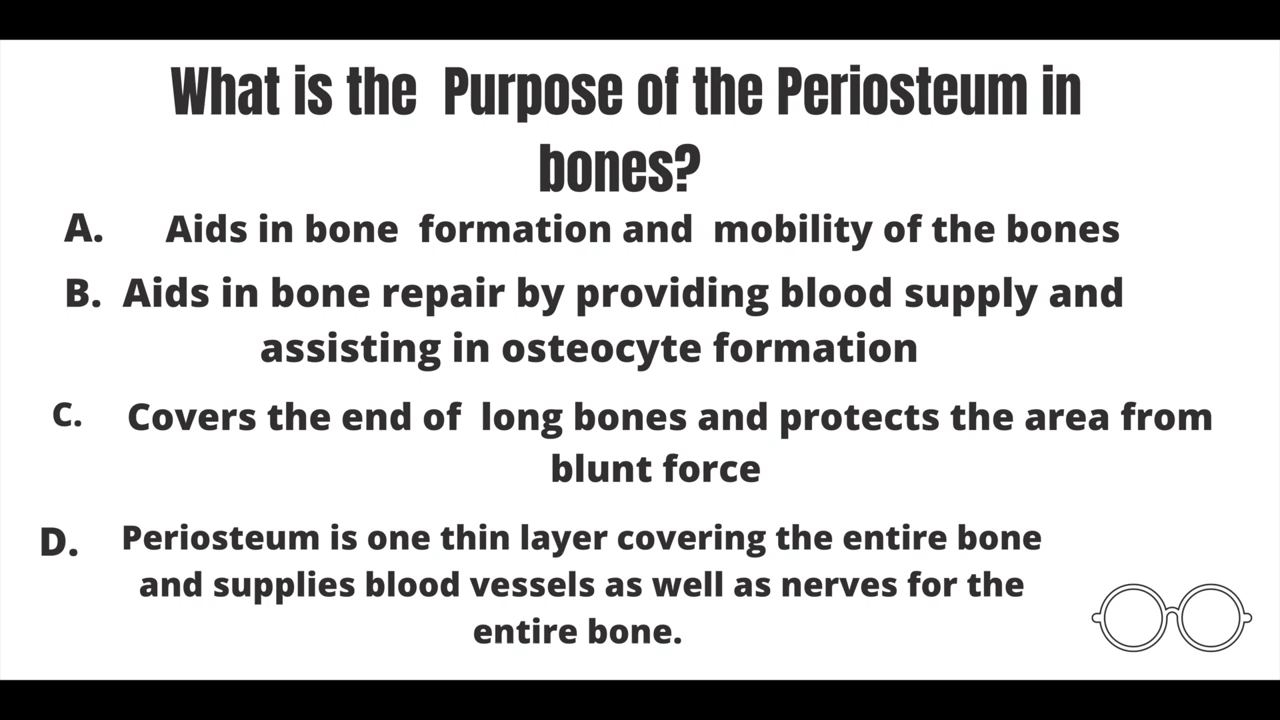 What is the Purpose of the Periosteum in
bones?
A. Aids in bone formation and mobility of the bones
B. Aids in bone repair by providing blood supply and
assisting in osteocyte formation
C. Covers the end of long bones and protects the area from
blunt force
D. Periosteum is one thin layer covering the entire bone
and supplies blood vessels as well as nerves for the
entire bone.